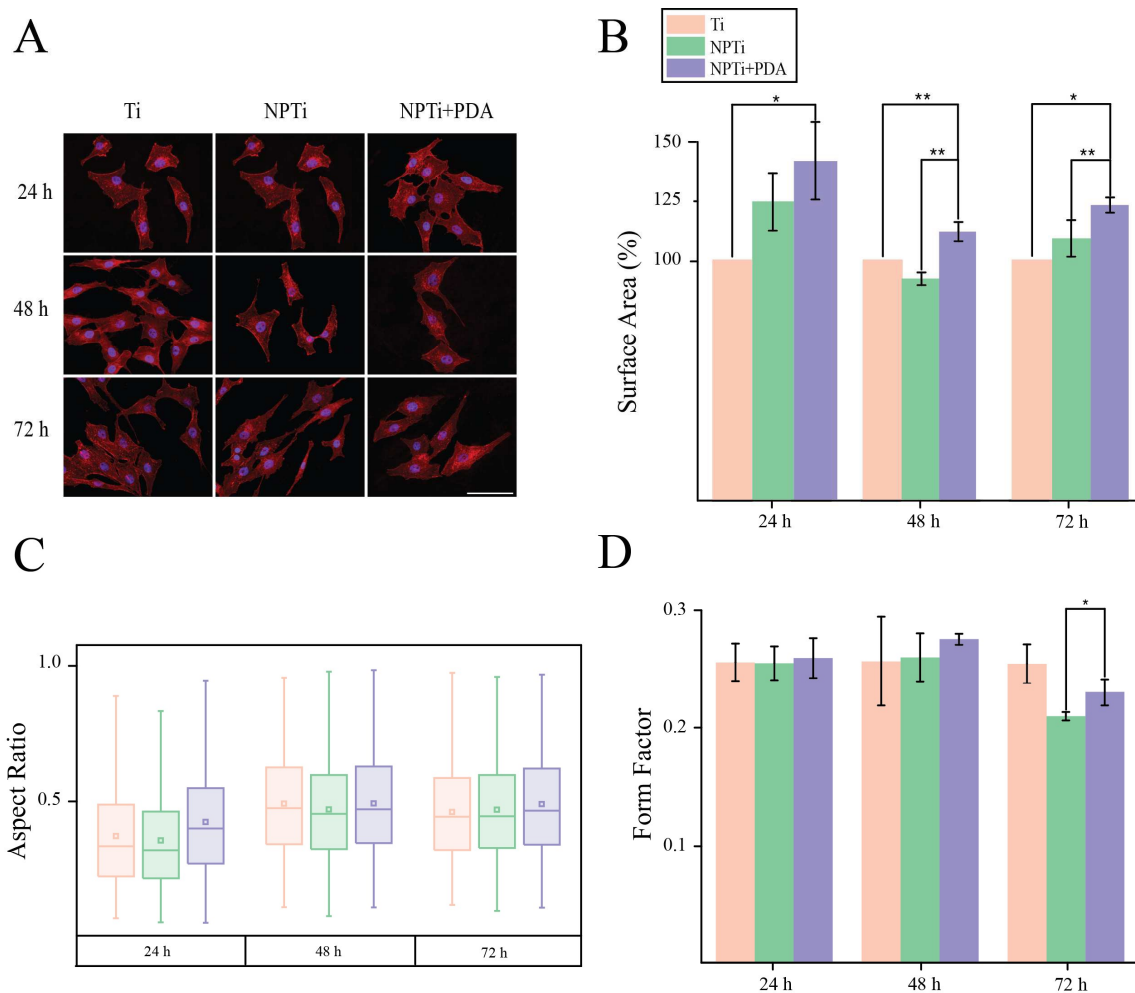 A
Ti NPTi NPTi+PDA
24 h
48 h
72 h
B
Ti
NPTi
NPTi+PDA
* ** *
** **
150
125
100
Surface Area (%)
24 h 48 h 72 h
C
1.0
0.5
Aspect Ratio
24 h 48 h 72 h
D
*
0.3
0.2
0.1
Form Factor
24 h 48 h 72 h